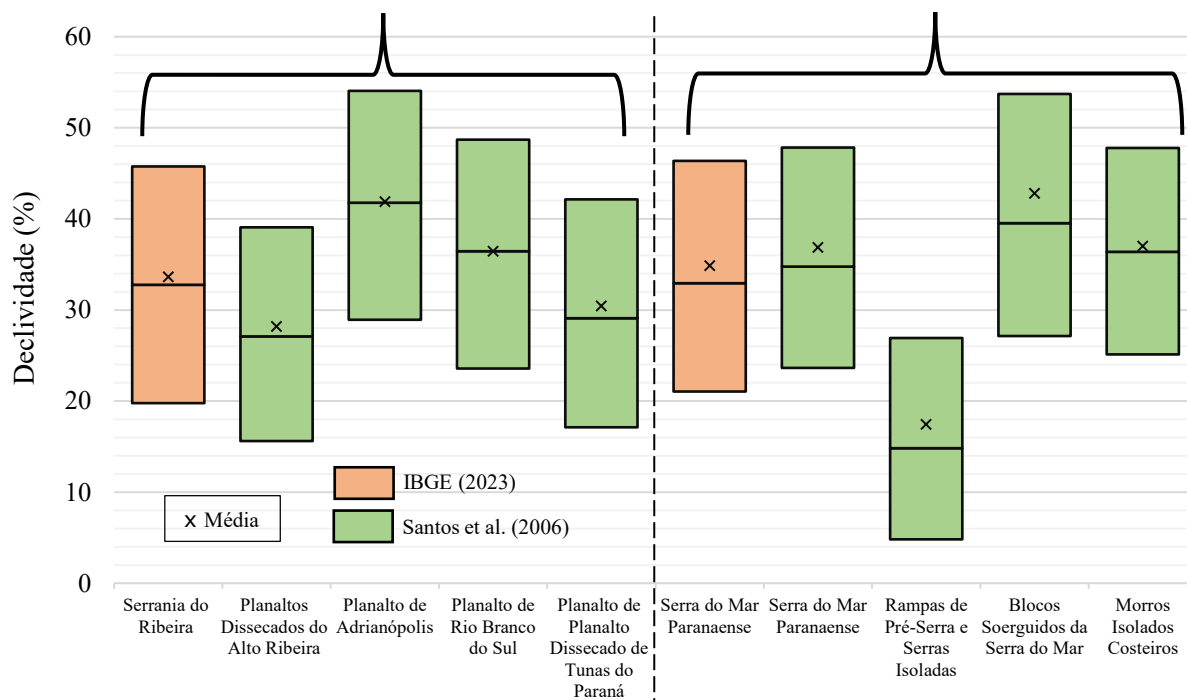 60
50
40
30
20
10
0
Declividade (%)
IBGE (2023)
x Média
Santos et al. (2006)
Serrania do
Ribeira
Planaltos
Dissecados do
Alto Ribeira
Planalto de
Adrianópolis
Planalto de
Rio Branco
do Sul
Planalto de
Planalto
Dissecado de
Tunas do
Paraná
Serra do Mar
Paranaense
Serra do Mar
Paranaense
Rampas de
Pré-Serra e
Serras
Isoladas
Blocos
Soerguidos da
Serra do Mar
Morros
Isolados
Costeiros